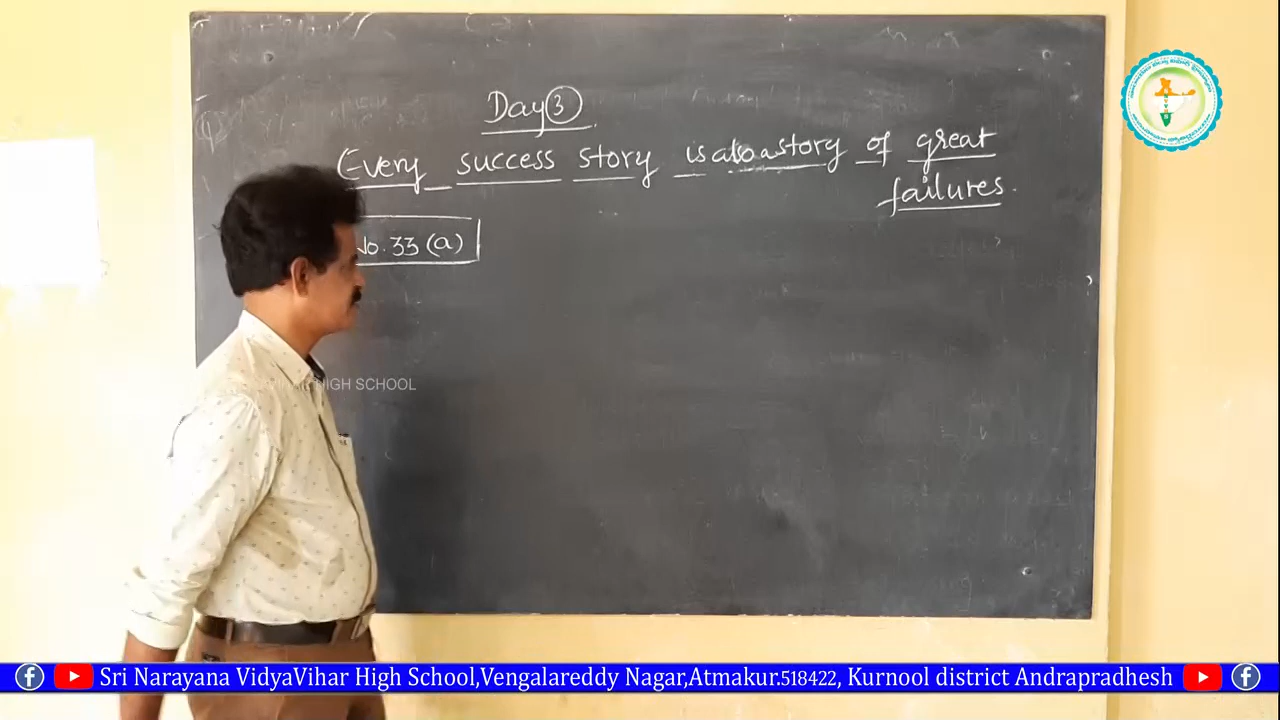 Day 3
Every success story is also a story of great
failures.
No. 33 (a)
HIGH SCHOOL
Sri Narayana VidyaVihar High School,Vengalareddy Nagar,Atmakur.518422, Kurnool district Andrapradhesh